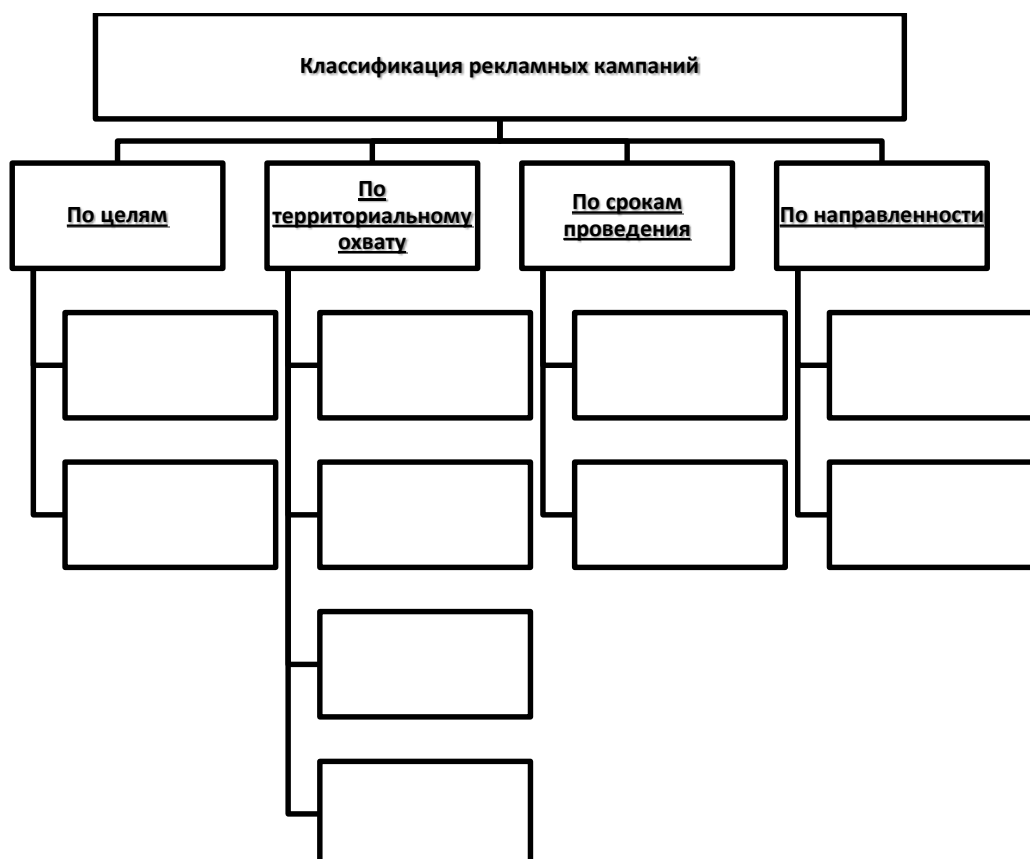 Классификация рекламных кампаний
По целям
По
территориальному
охвату
По срокам
проведения
По направленности